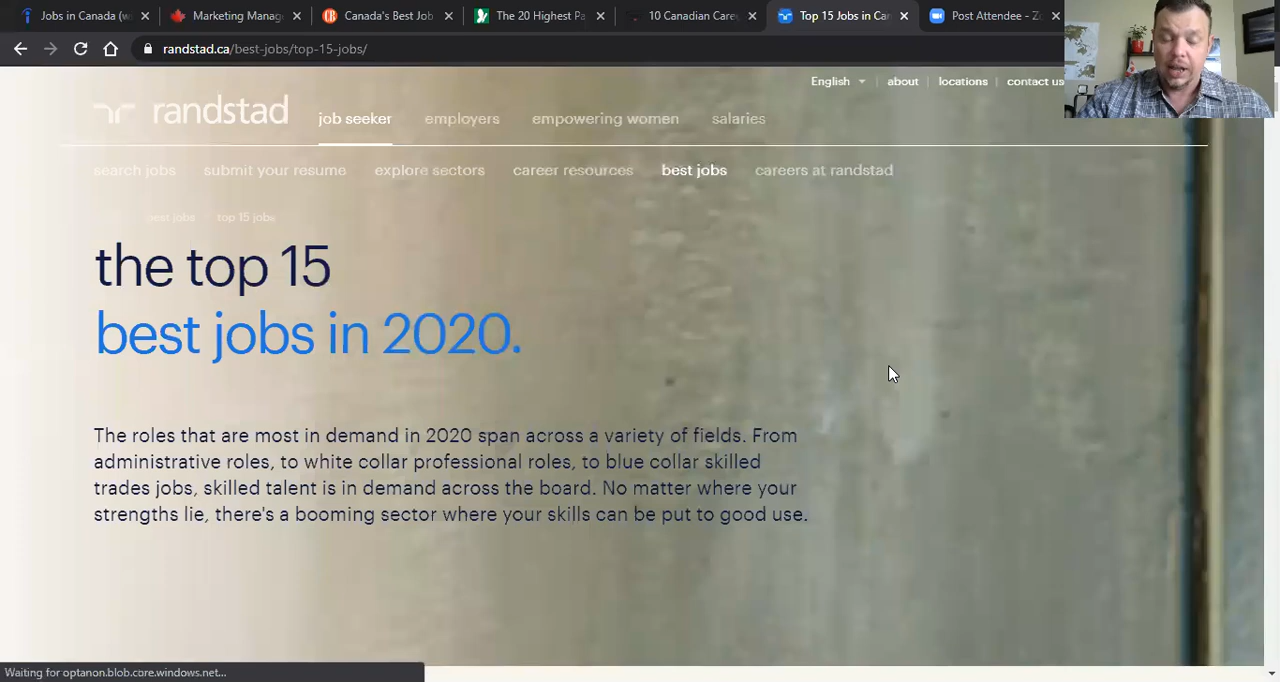 Jobs in Canada (w
Marketing Manag
Canada's Best Job
The 20 Highest Pa
10 Canadian Care
Top 15 Jobs in Can
Post Attendee - Zo
randstad.ca/best-jobs/top-15-jobs/
English about locations contact us
randstad
job seeker employers empowering women salaries
search jobs submit your resume explore sectors career resources best jobs careers at randstad
best jobs top 15 jobs
the top 15
best jobs in 2020.
The roles that are most in demand in 2020 span across a variety of fields. From
administrative roles, to white collar professional roles, to blue collar skilled
trades jobs, skilled talent is in demand across the board. No matter where your
strengths lie, there's a booming sector where your skills can be put to good use.
Waiting for optanon.blob.core.windows.net...